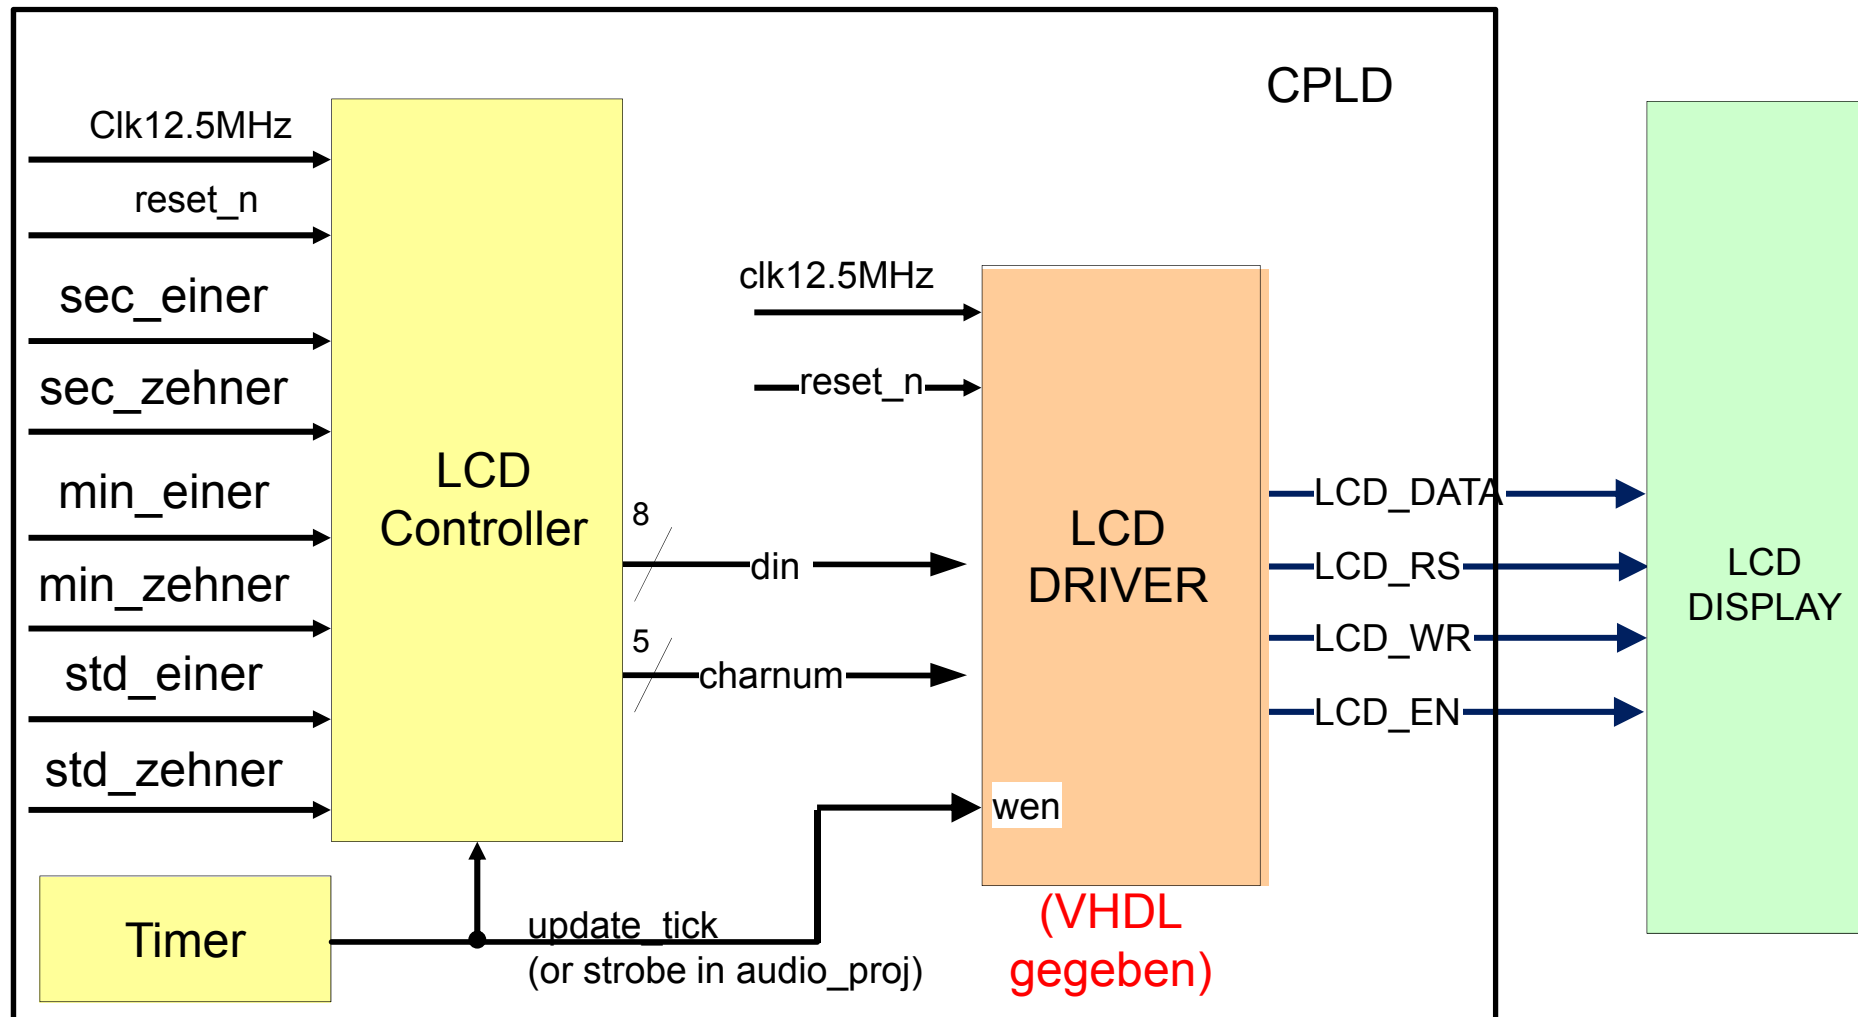 CPLD
Clk12.5MHz
reset_n
sec_einer
sec_zehner
min_einer
min_zehner
std_einer
std_zehner
LCD
Controller
8
din
5
charnum
clk12.5MHz
reset_n
LCD
DRIVER
wen
(VHDL
gegeben)
LCD_DATA
LCD_RS
LCD_WR
LCD_EN
LCD
DISPLAY
Timer
update_tick
(or strobe in audio_proj)